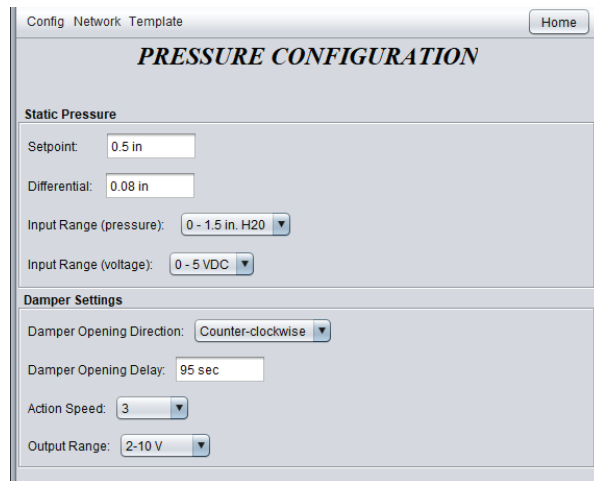 Config Network Template Home
PRESSURE CONFIGURATION
Static Pressure
Setpoint: 0.5 in
Differential: 0.08 in
Input Range (pressure): 0 - 1.5 in. H20
Input Range (voltage): 0 - 5 VDC
Damper Settings
Damper Opening Direction: Counter-clockwise
Damper Opening Delay: 95 sec
Action Speed: 3
Output Range: 2-10 V